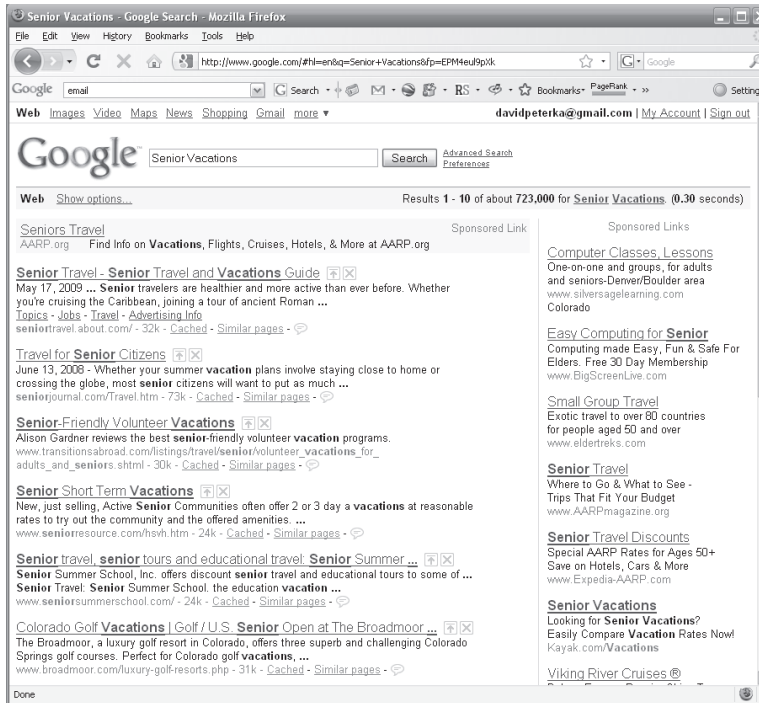 Senior Vacations - Google Search - Mozilla Firefox
File Edit View History Bookmarks Tools Help
http://www.google.com/#hl=en&q=Senior+Vacations&fp=EPM4eul9pXk
Google
Google email Search RS Bookmarks PageRank Setting
Web Images Video Maps News Shopping Gmail more ▼ davidpeterka@gmail.com | My Account | Sign out
Google™ Senior Vacations Search Advanced Search
Preferences
Web Show options... Results 1 - 10 of about 723,000 for Senior Vacations. (0.30 seconds)
Seniors Travel Sponsored Link
AARP.org Find Info on Vacations, Flights, Cruises, Hotels, & More at AARP.org
Senior Travel - Senior Travel and Vacations Guide
May 17, 2009 ... Senior travelers are healthier and more active than ever before. Whether
you're cruising the Caribbean, joining a tour of ancient Roman ...
Topics - Jobs - Travel - Advertising Info
seniortravel.about.com/ - 32k - Cached - Similar pages -
Travel for Senior Citizens
June 13, 2008 - Whether your summer vacation plans involve staying close to home or
crossing the globe, most senior citizens will want to put as much ...
seniorjournal.com/Travel.htm - 73k - Cached - Similar pages -
Senior-Friendly Volunteer Vacations
Alison Gardner reviews the best senior-friendly volunteer vacation programs.
www.transitionsabroad.com/listings/travel/senior/volunteer_vacations_for_
adults_and_seniors.shtml - 30k - Cached - Similar pages -
Senior Short Term Vacations
New, just selling, Active Senior Communities often offer 2 or 3 day a vacations at reasonable
rates to try out the community and the offered amenities. ...
www.seniorresource.com/hsvh.htm - 24k - Cached - Similar pages -
Senior travel, senior tours and educational travel: Senior Summer ...
Senior Summer School, Inc. offers discount senior travel and educational tours to some of ...
Senior Travel: Senior Summer School. the education vacation ...
www.seniorsummerschool.com/ - 24k - Cached - Similar pages -
Colorado Golf Vacations | Golf / U.S. Senior Open at The Broadmoor ...
The Broadmoor, a luxury golf resort in Colorado, offers three superb and challenging Colorado
Springs golf courses. Perfect for Colorado golf vacations, ...
www.broadmoor.com/luxury-golf-resorts.php - 31k - Cached - Similar pages -
Sponsored Links
Computer Classes, Lessons
One-on-one and groups, for adults
and seniors-Denver/Boulder area
www.silversagelearning.com
Colorado
Easy Computing for Senior
Computing made Easy, Fun & Safe For
Elders. Free 30 Day Membership
www.BigScreenLive.com
Small Group Travel
Exotic travel to over 80 countries
for people aged 50 and over
www.eldertreks.com
Senior Travel
Where to Go & What to See -
Trips That Fit Your Budget
www.AARPmagazine.org
Senior Travel Discounts
Special AARP Rates for Ages 50+
Save on Hotels, Cars & More
www.Expedia-AARP.com
Senior Vacations
Looking for Senior Vacations?
Easily Compare Vacation Rates Now!
Kayak.com/Vacations
Viking River Cruises ®
Done